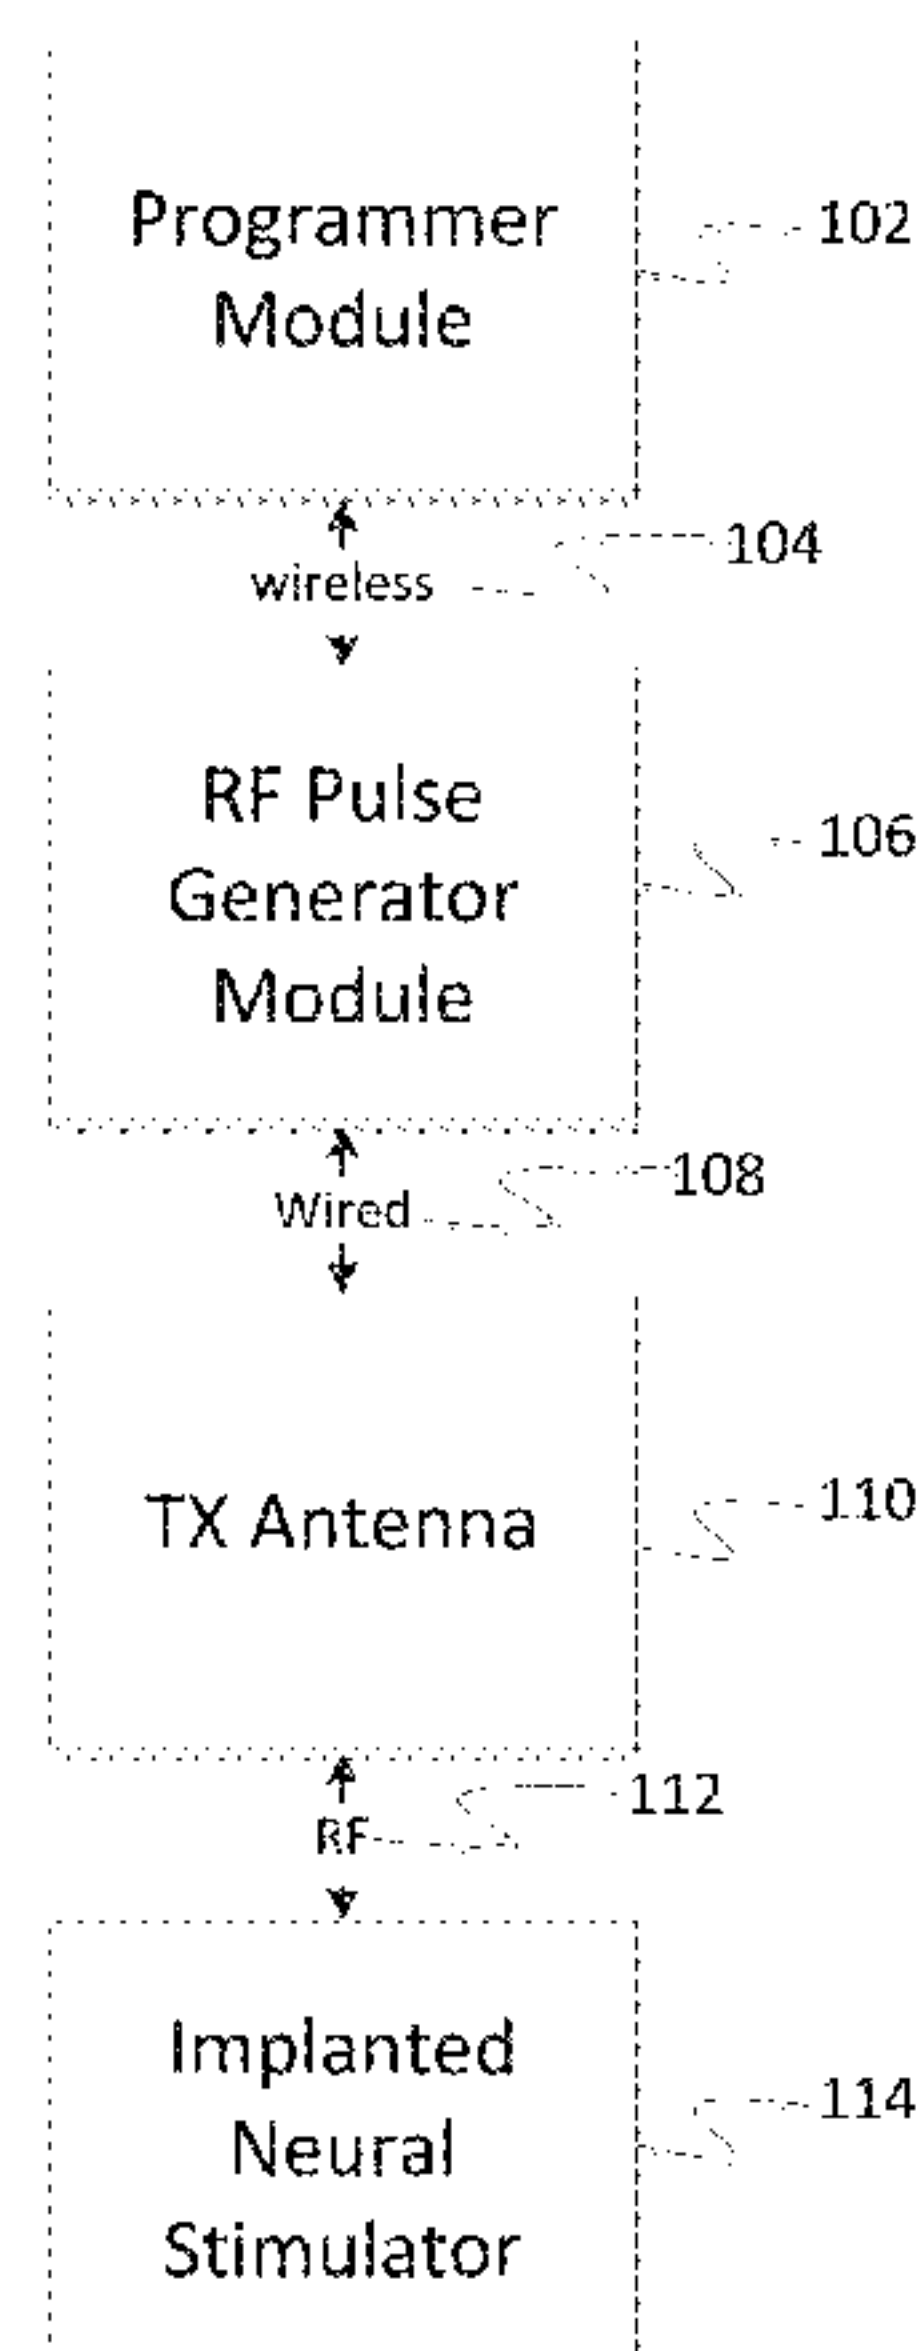 Programmer
Module
102
104
wireless
RF Pulse
Generator
Module
106
108
Wired
TX Antenna
110
112
RF
Implanted
Neural
Stimulator
114